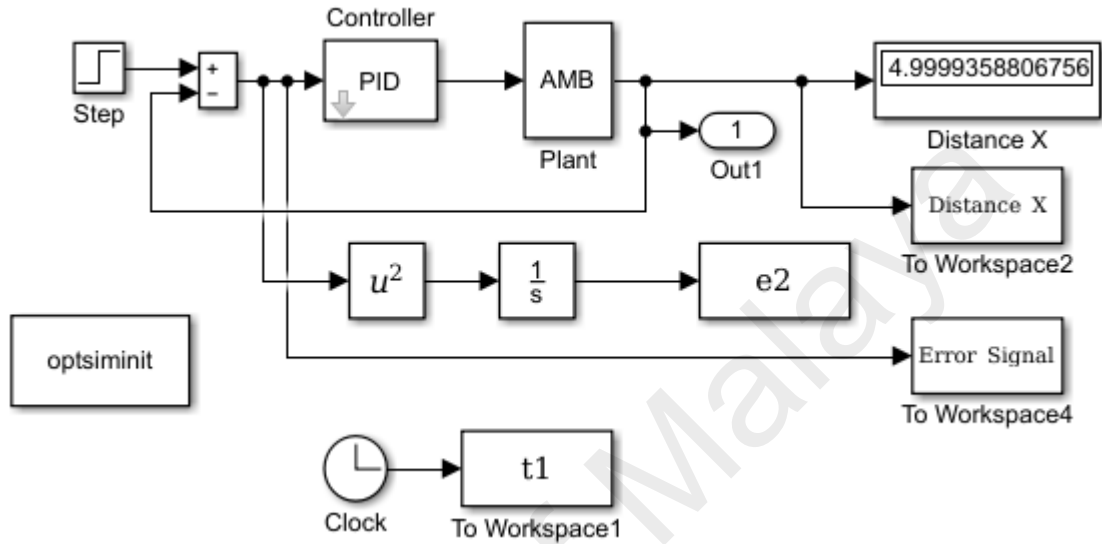 Controller
+
−
PID
AMB
4.9999358806756
Step
Plant
1
Out1
Distance X
Distance X
To Workspace2
u²
1
s
e2
optsiminit
Error Signal
To Workspace4
t1
Clock
To Workspace1
Malaya